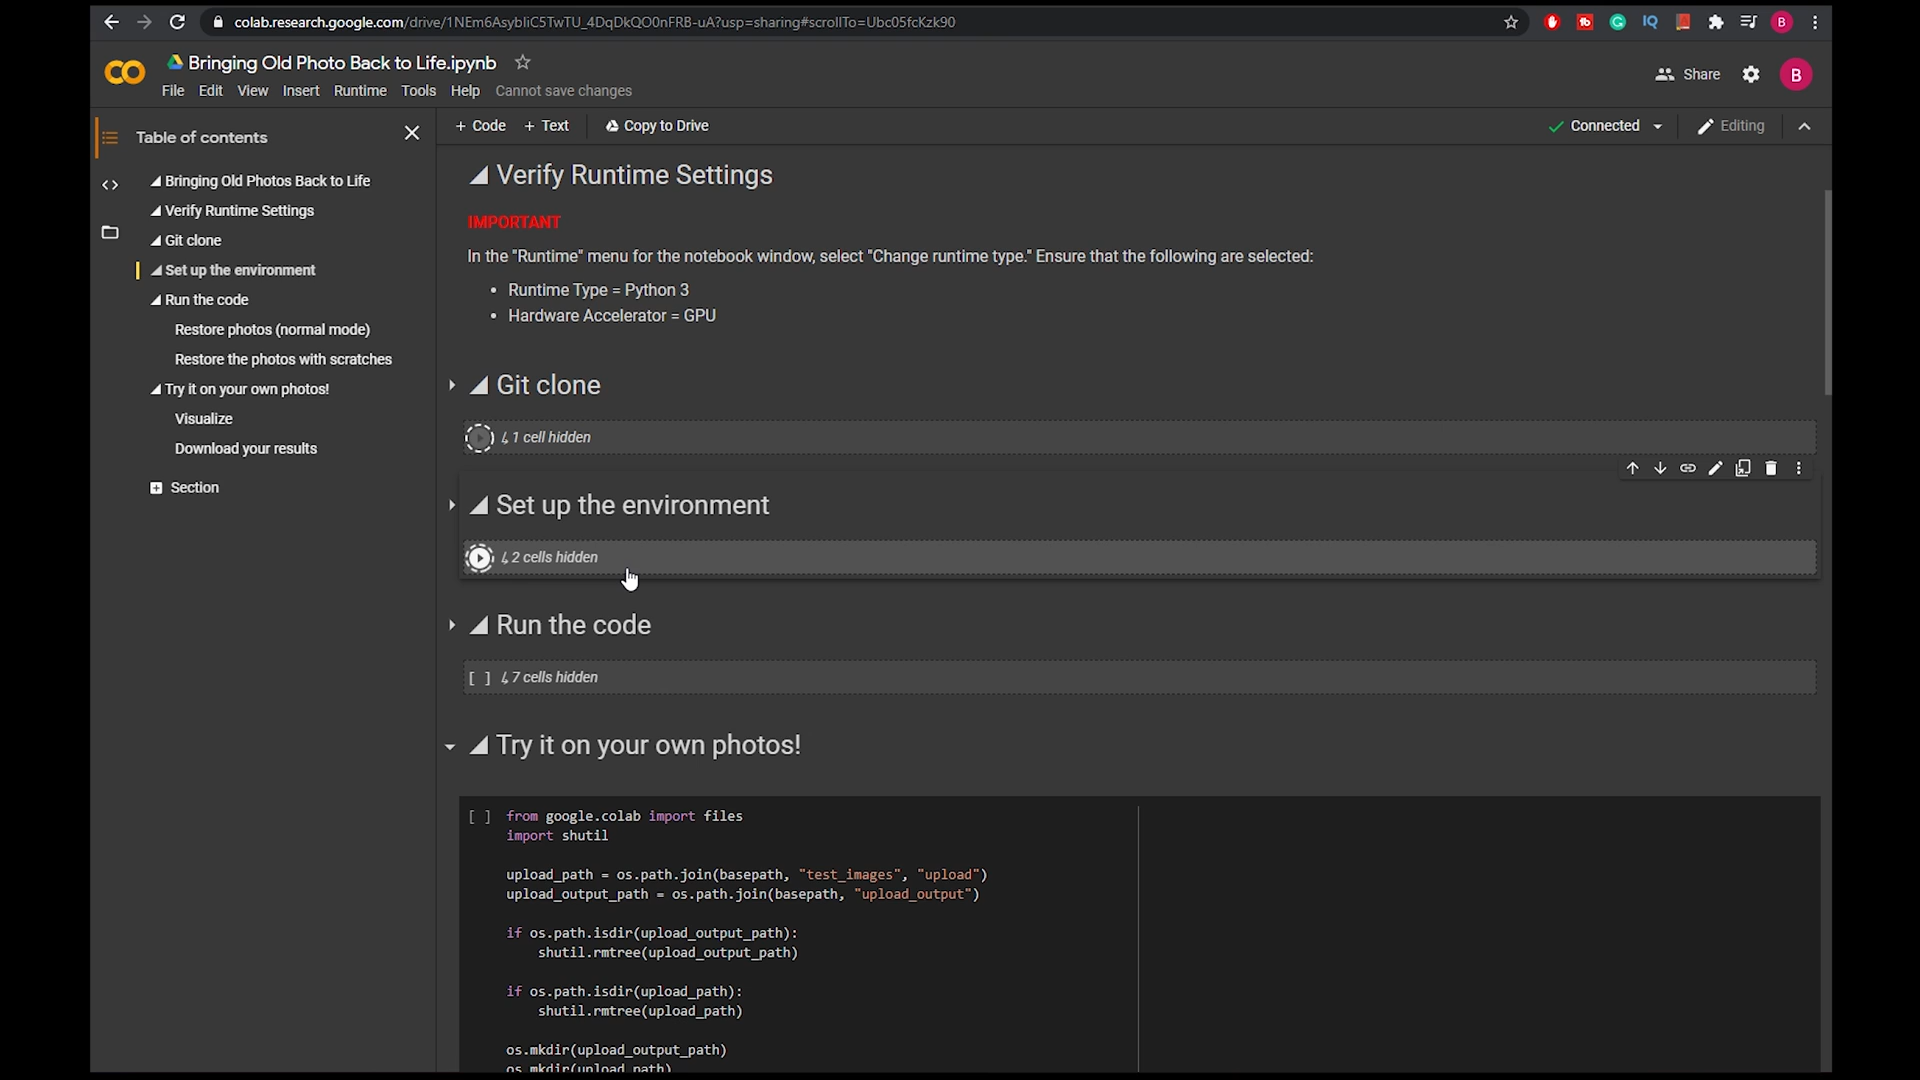 colab.research.google.com/drive/1NEm6AsybliC5TwTU_4DqDkQO0nFRB-uA?usp=sharing#scrollTo=Ubc05fcKzk90
IQ
B
CO
Bringing Old Photo Back to Life.ipynb
Share
B
File Edit View Insert Runtime Tools Help Cannot save changes
Table of contents
+ Code + Text Copy to Drive
Connected
Editing
Bringing Old Photos Back to Life
Verify Runtime Settings
Git clone
Set up the environment
Run the code
Restore photos (normal mode)
Restore the photos with scratches
Try it on your own photos!
Visualize
Download your results
Section
Verify Runtime Settings
IMPORTANT
In the "Runtime" menu for the notebook window, select "Change runtime type." Ensure that the following are selected:
• Runtime Type = Python 3
• Hardware Accelerator = GPU
Git clone
↳ 1 cell hidden
Set up the environment
↳ 2 cells hidden
Run the code
[ ] ↳ 7 cells hidden
Try it on your own photos!
[ ] from google.colab import files
import shutil
upload_path = os.path.join(basepath, "test_images", "upload")
upload_output_path = os.path.join(basepath, "upload_output")
if os.path.isdir(upload_output_path):
shutil.rmtree(upload_output_path)
if os.path.isdir(upload_path):
shutil.rmtree(upload_path)
os.mkdir(upload_output_path)
os.mkdir(upload_path)